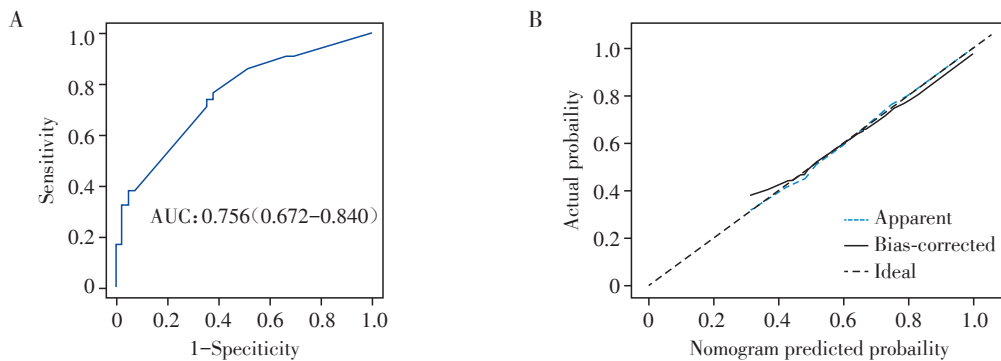 A
1.0
0.8
0.6
0.4
0.2
0
Sensitivity
AUC:0.756(0.672-0.840)
0 0.2 0.4 0.6 0.8 1.0
1-Speciticity
B
1.0
0.8
0.6
0.4
0.2
0
Actual probaility
Apparent
Bias-corrected
Ideal
0 0.2 0.4 0.6 0.8 1.0
Nomogram predicted probaility